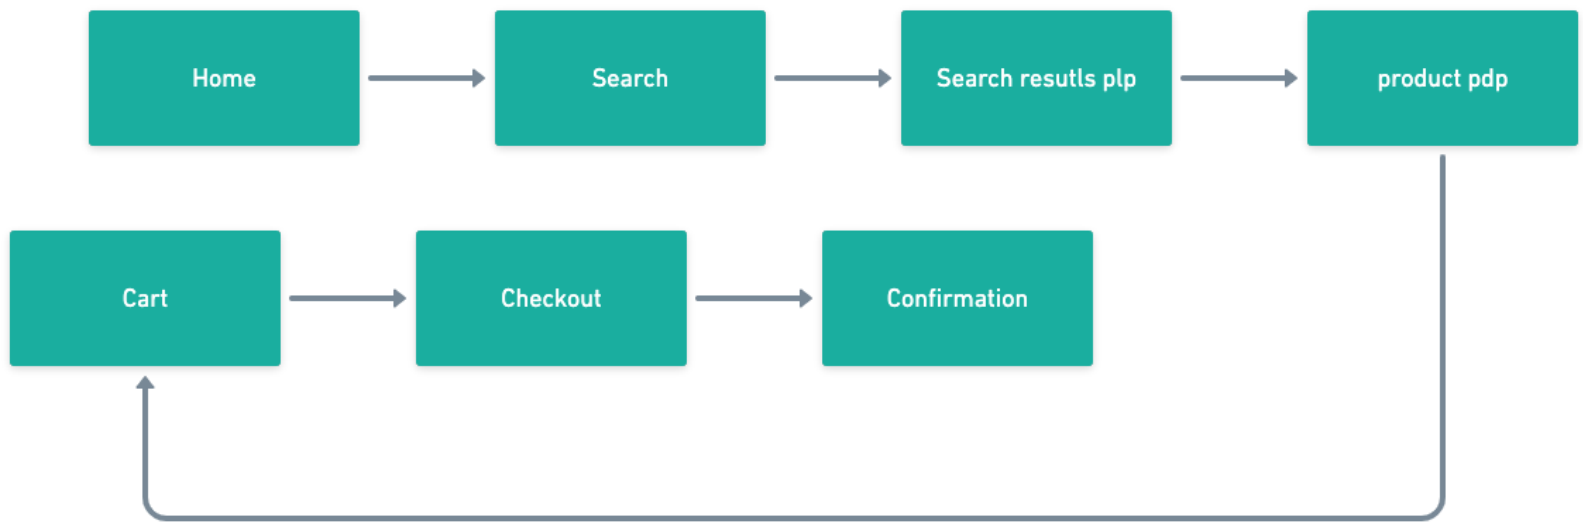 Home
Search
Search resutls plp
product pdp
Cart
Checkout
Confirmation